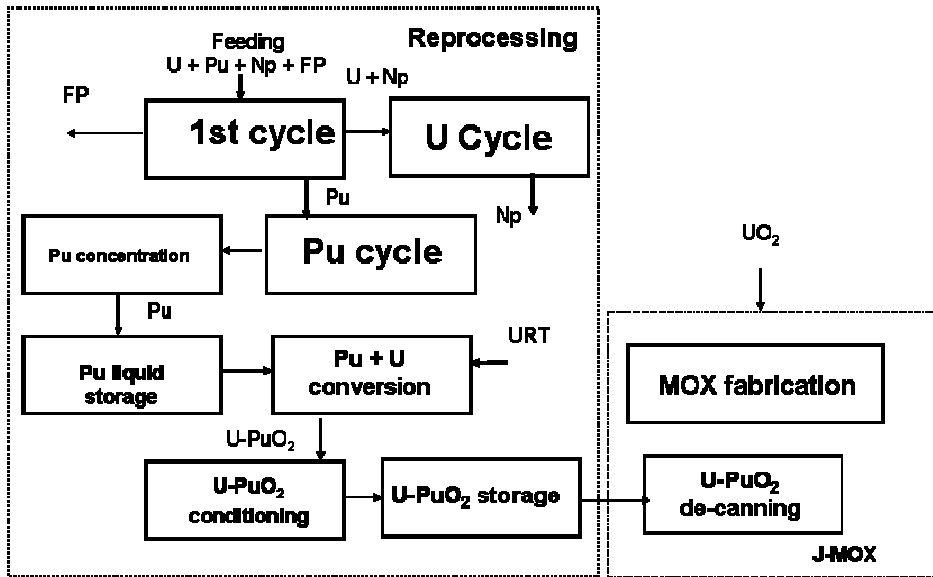 Reprocessing
Feeding
U + Pu + Np + FP
FP
U + Np
1st cycle
U Cycle
Pu
Np
Pu concentration
Pu cycle
UO₂
Pu
URT
Pu liquid
storage
Pu + U
conversion
MOX fabrication
U-PuO₂
U-PuO₂
conditioning
U-PuO₂ storage
U-PuO₂
de-canning
J-MOX